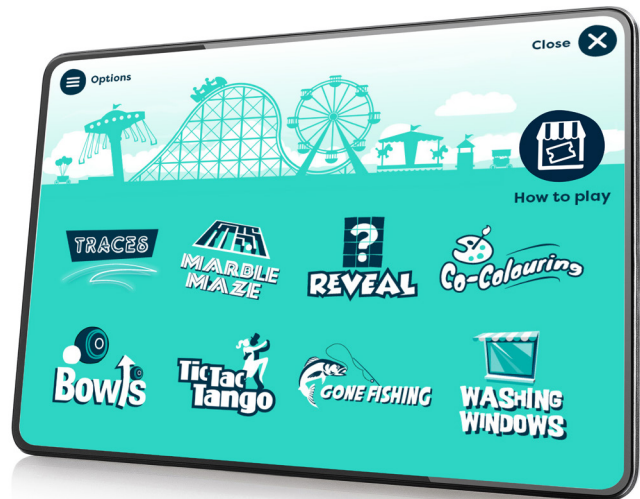 Options
Close
How to play
TRACES
MARBLE
MAZE
?
REVEAL
Co-Colouring
Bowls
Tic Tac
Tango
GONE FISHING
WASHING
WINDOWS